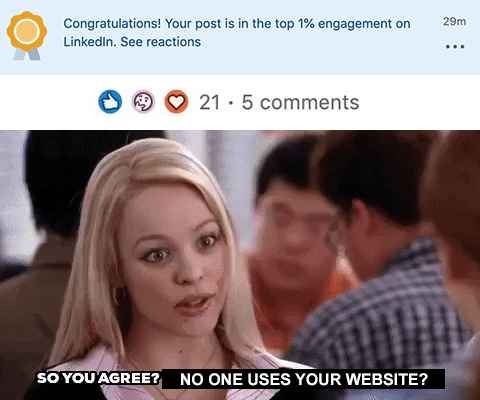 Congratulations! Your post is in the top 1% engagement on
LinkedIn. See reactions
29m
21 · 5 comments
SO YOU AGREE? NO ONE USES YOUR WEBSITE?